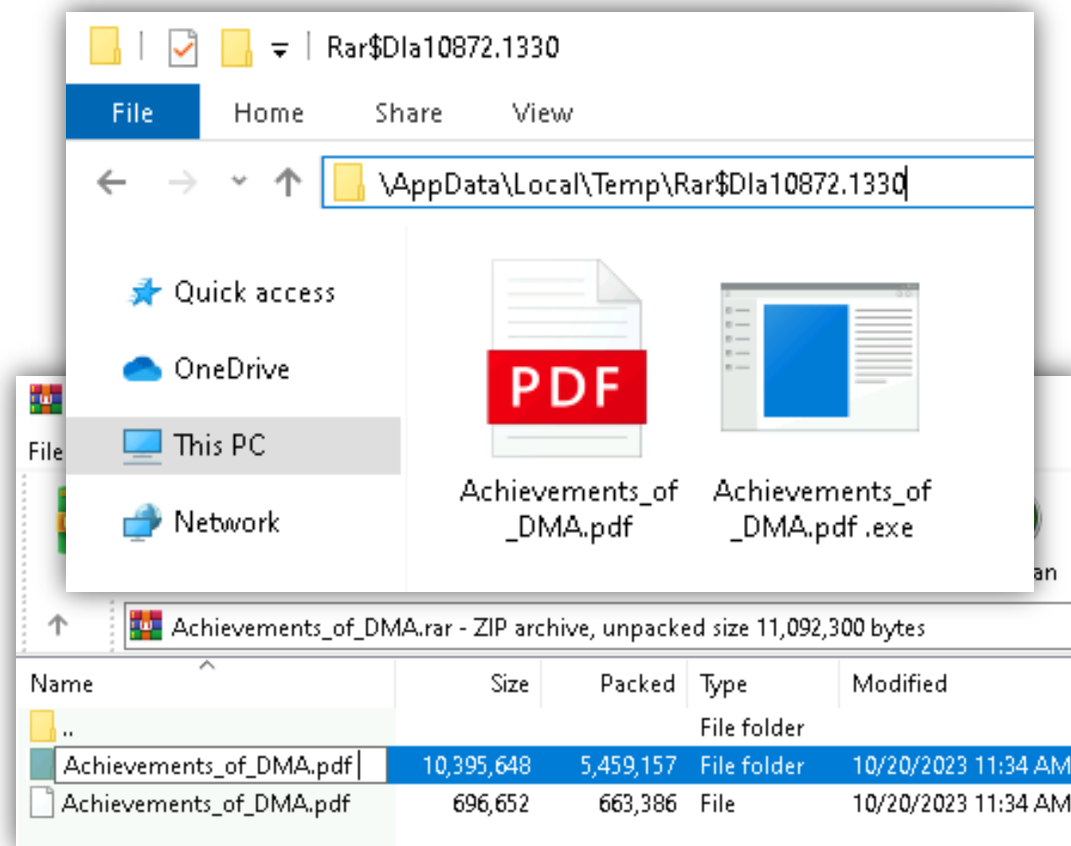 Rar$DIa10872.1330
File Home Share View
\AppData\Local\Temp\Rar$DIa10872.1330
Quick access
OneDrive
This PC
Network
PDF
Achievements_of
_DMA.pdf
Achievements_of
_DMA.pdf .exe
File
an
Achievements_of_DMA.rar - ZIP archive, unpacked size 11,092,300 bytes
Name Size Packed Type Modified
.. File folder
Achievements_of_DMA.pdf 10,395,648 5,459,157 File folder 10/20/2023 11:34 AM
Achievements_of_DMA.pdf 696,652 663,386 File 10/20/2023 11:34 AM